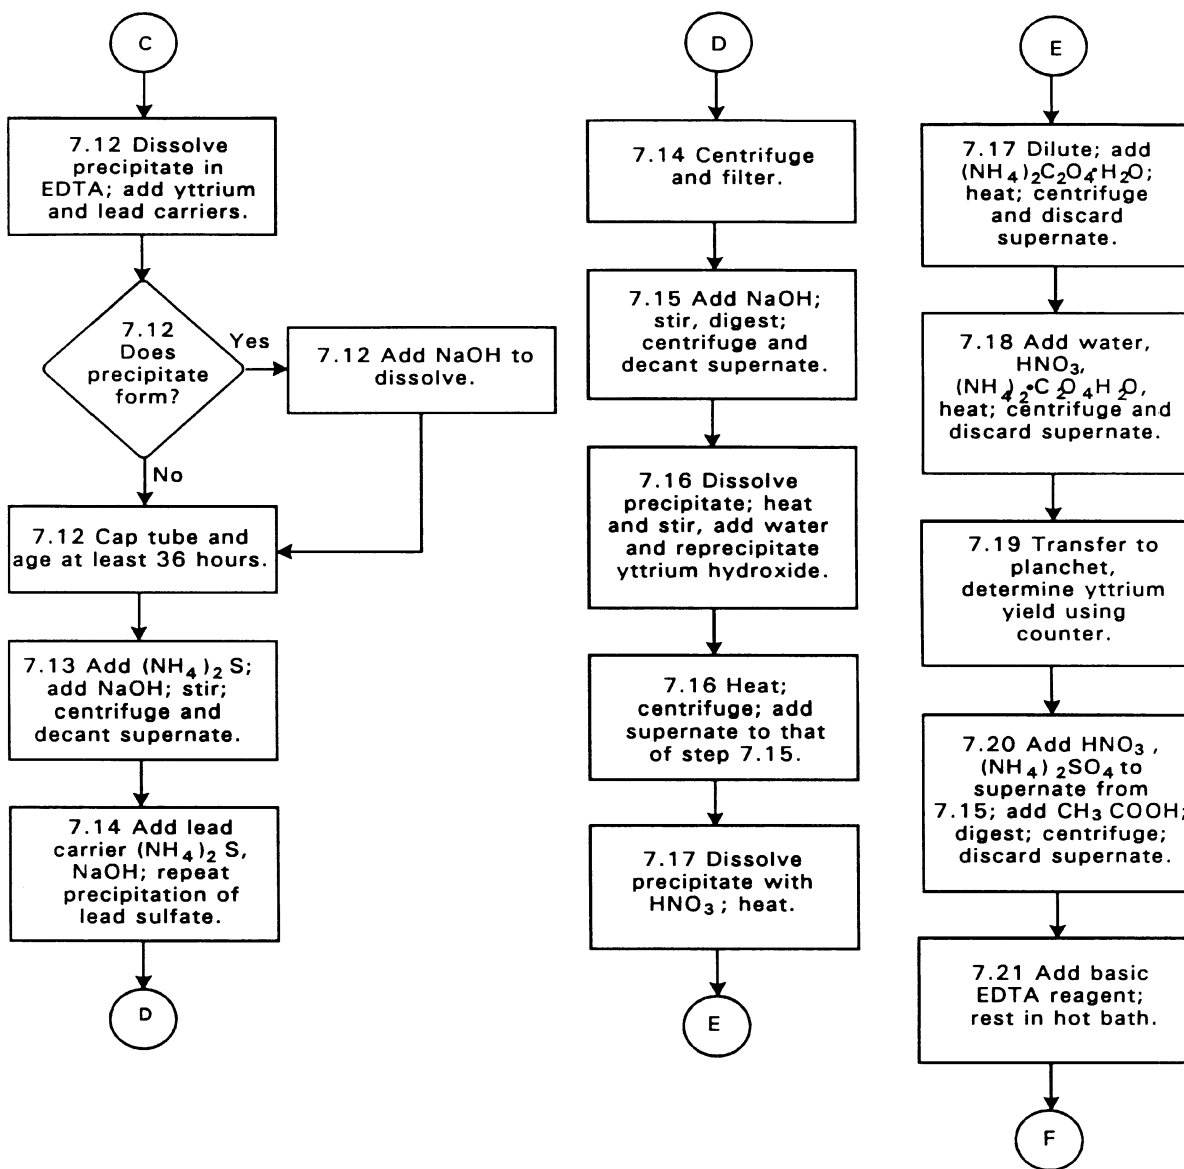 C
7.12 Dissolve
precipitate in
EDTA; add yttrium
and lead carriers.
7.12
Does
precipitate
form?
Yes
7.12 Add NaOH to
dissolve.
No
7.12 Cap tube and
age at least 36 hours.
7.13 Add (NH₄)₂ S;
add NaOH; stir;
centrifuge and
decant supernate.
7.14 Add lead
carrier (NH₄)₂ S,
NaOH; repeat
precipitation of
lead sulfate.
D
D
7.14 Centrifuge
and filter.
7.15 Add NaOH;
stir, digest;
centrifuge and
decant supernate.
7.16 Dissolve
precipitate; heat
and stir, add water
and reprecipitate
yttrium hydroxide.
7.16 Heat;
centrifuge; add
supernate to that
of step 7.15.
7.17 Dissolve
precipitate with
HNO₃ ; heat.
E
E
7.17 Dilute; add
(NH₄)₂C₂O₄•H₂O;
heat; centrifuge
and discard
supernate.
7.18 Add water,
HNO₃,
(NH₄)₂•C₂O₄H₂O,
heat; centrifuge and
discard supernate.
7.19 Transfer to
planchet,
determine yttrium
yield using
counter.
7.20 Add HNO₃ ,
(NH₄) ₂SO₄ to
supernate from
7.15; add CH₃ COOH;
digest; centrifuge;
discard supernate.
7.21 Add basic
EDTA reagent;
rest in hot bath.
F